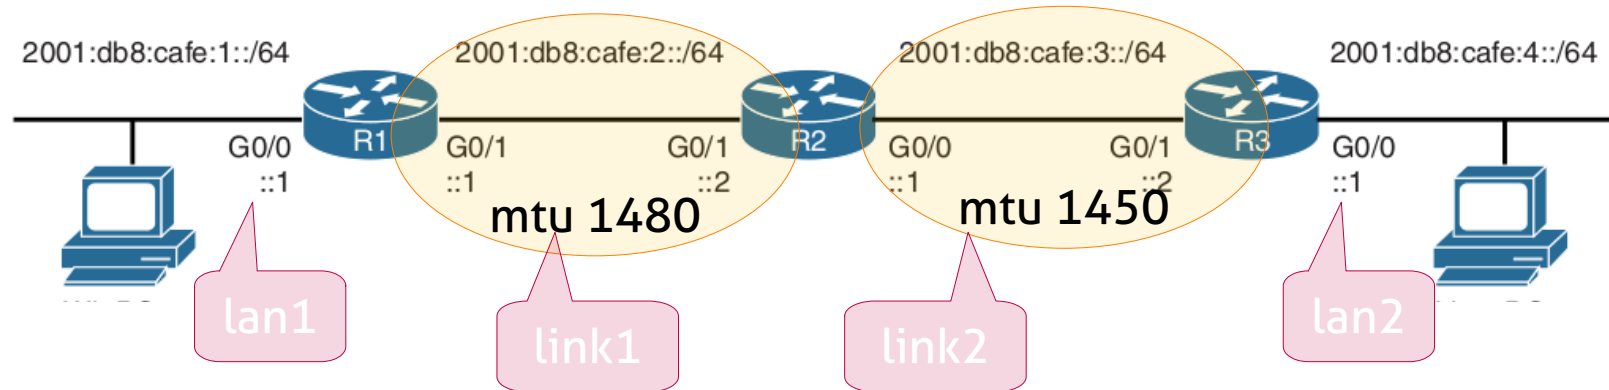 2001:db8:cafe:1::/64
2001:db8:cafe:2::/64
2001:db8:cafe:3::/64
2001:db8:cafe:4::/64
R1
R2
R3
G0/0
::1
G0/1
::1
G0/1
::2
G0/0
::1
G0/1
::2
G0/0
::1
mtu 1480
mtu 1450
lan1
link1
link2
lan2